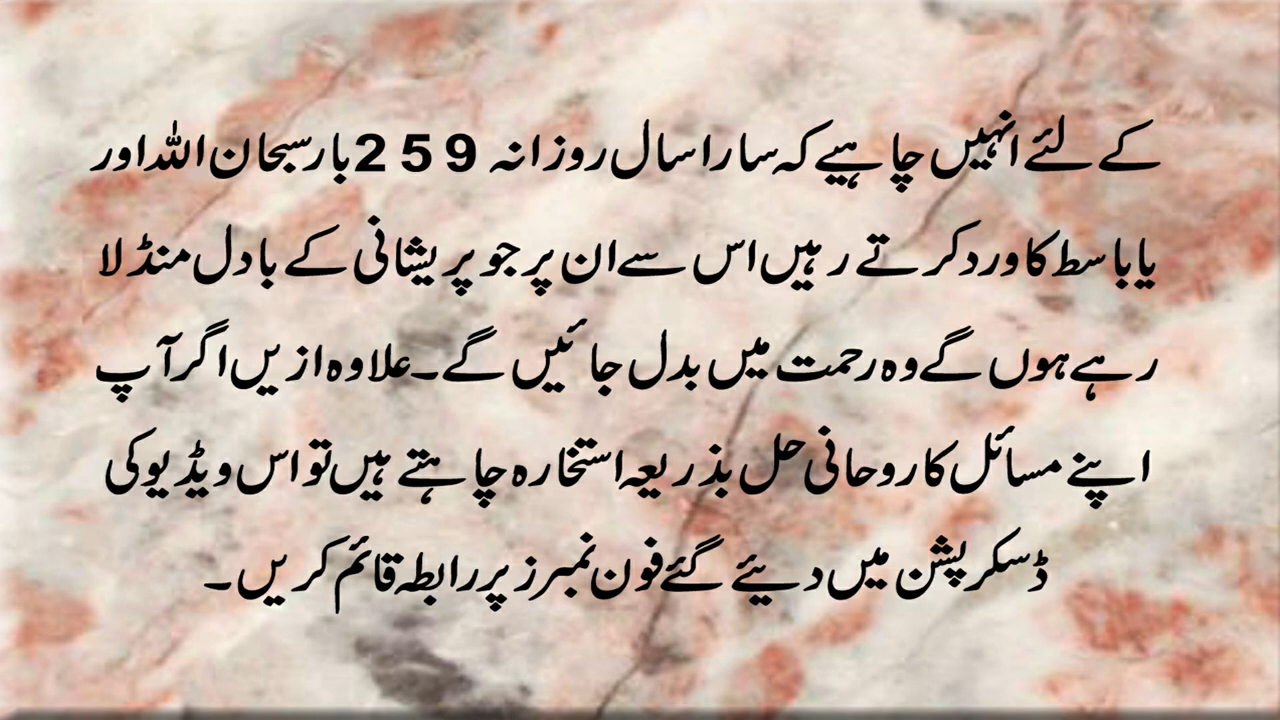 کے لئے انہیں چاہیے کہ سارا سال روزانہ 259 بار سبحان اللہ اور
یا باسط کا ورد کرتے رہیں اس سے ان پر جو پریشانی کے بادل منڈلا
رہے ہوں گے وہ رحمت میں بدل جائیں گے۔ علاوہ ازیں اگر آپ
اپنے مسائل کا روحانی حل بذریعہ استخارہ چاہتے ہیں تو اس ویڈیو کی
ڈسکرپشن میں دیئے گئے فون نمبرز پر رابطہ قائم کریں۔